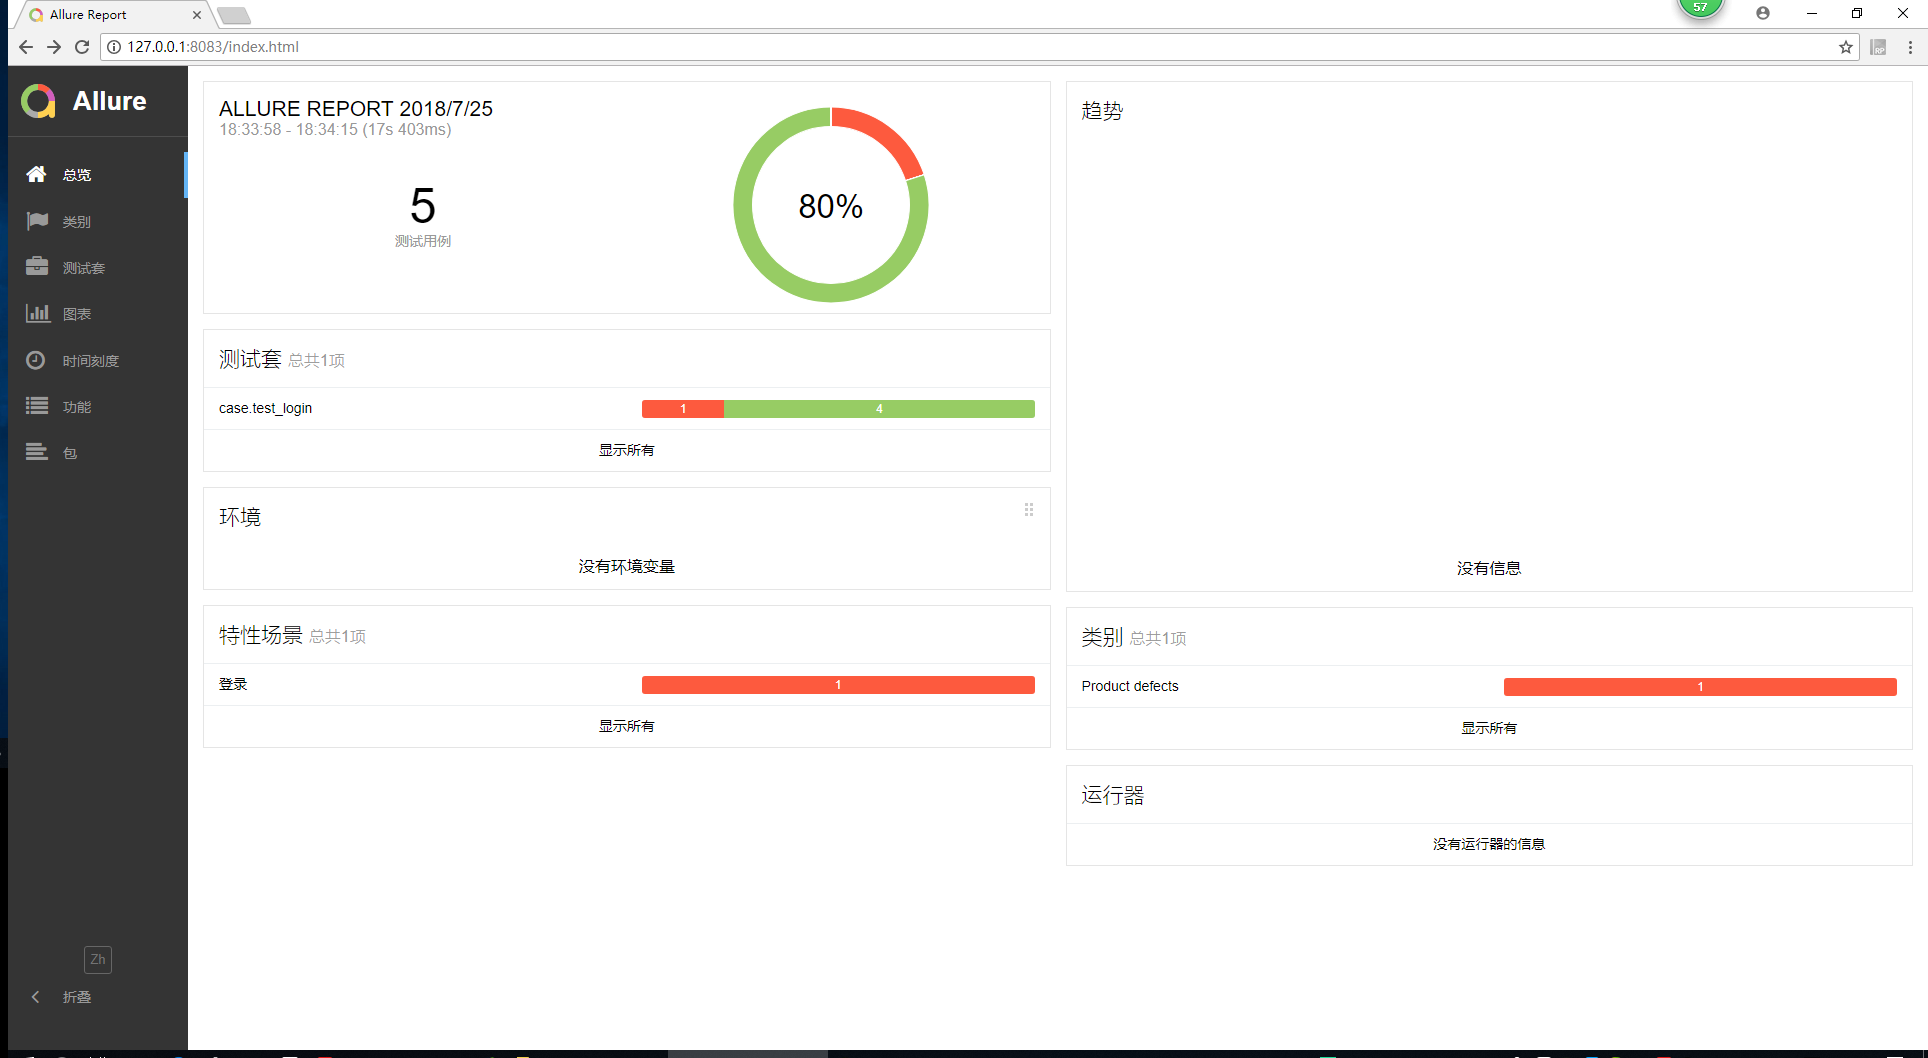 Allure Report
57
127.0.0.1:8083/index.html
RP
Allure
总览
类别
测试套
图表
时间刻度
功能
包
Zh
折叠
ALLURE REPORT 2018/7/25
18:33:58 - 18:34:15 (17s 403ms)
5
测试用例
80%
测试套 总共1项
case.test_login
1
4
显示所有
环境
没有环境变量
特性场景 总共1项
登录
1
显示所有
趋势
没有信息
类别 总共1项
Product defects
1
显示所有
运行器
没有运行器的信息